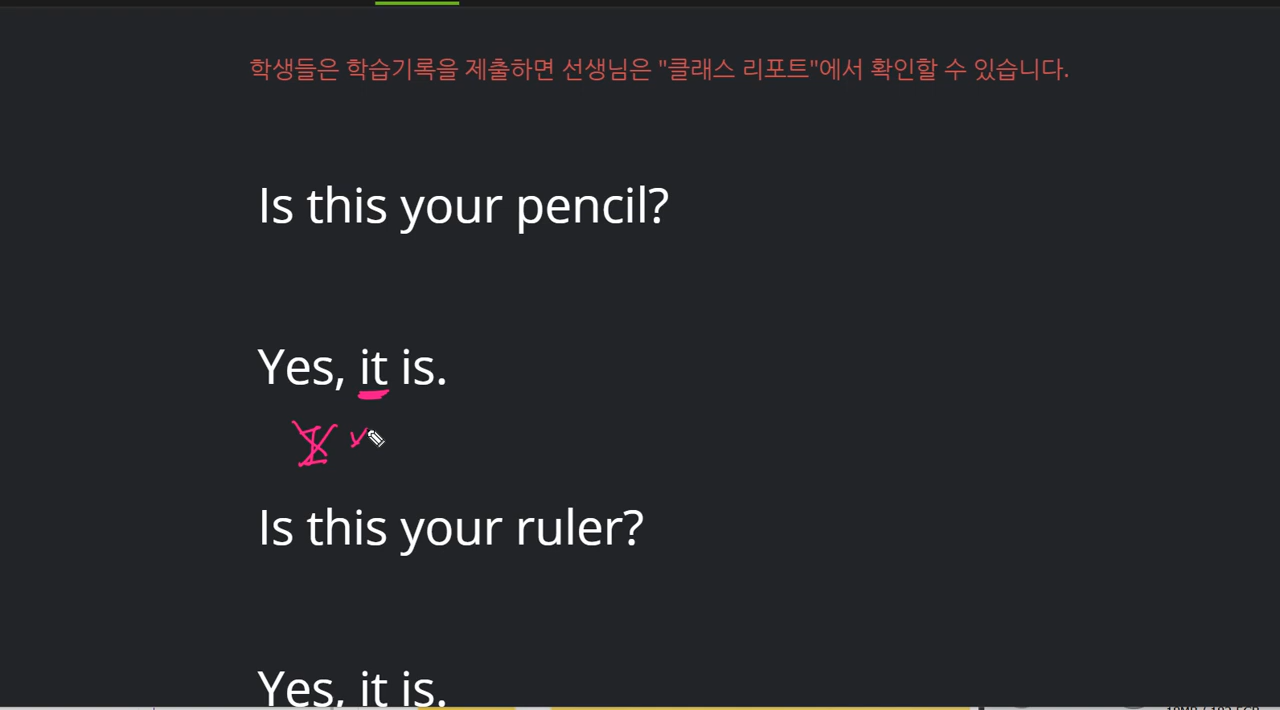 학생들은 학습기록을 제출하면 선생님은 "클래스 리포트"에서 확인할 수 있습니다.
Is this your pencil?
Yes, it is.
I
Is this your ruler?
Yes, it is.